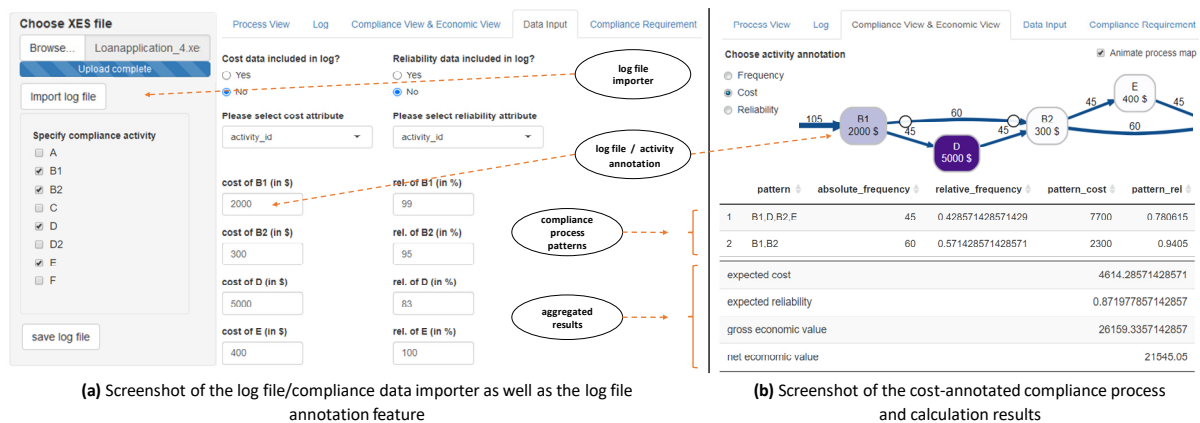 Choose XES file
Browse...
Loanapplication_4.xe
Upload complete
Import log file
Specify compliance activity
A
B1
B2
C
D
D2
E
F
save log file
Process View
Log
Compliance View & Economic View
Data Input
Compliance Requirement
Cost data included in log?
Yes
No
Please select cost attribute
activity_id
cost of B1 (in $)
2000
cost of B2 (in $)
300
cost of D (in $)
5000
cost of E (in $)
400
Reliability data included in log?
Yes
No
Please select reliability attribute
activity_id
rel. of B1 (in %)
99
rel. of B2 (in %)
95
rel. of D (in %)
83
rel. of E (in %)
100
log file
importer
log file / activity
annotation
compliance
process
patterns
aggregated
results
(a) Screenshot of the log file/compliance data importer as well as the log file
annotation feature
Process View
Log
Compliance View & Economic View
Data Input
Compliance Requirement
Choose activity annotation
Frequency
Cost
Reliability
Animate process map
105
B1
2000 $
60
45
D
5000 $
45
B2
300 $
45
E
400 $
45
60
pattern absolute_frequency relative_frequency pattern_cost pattern_rel
1 B1,D,B2,E 45 0.428571428571429 7700 0.780615
2 B1,B2 60 0.571428571428571 2300 0.9405
expected cost 4614.28571428571
expected reliability 0.871977857142857
gross economic value 26159.3357142857
net ecomomic value 21545.05
(b) Screenshot of the cost-annotated compliance process
and calculation results